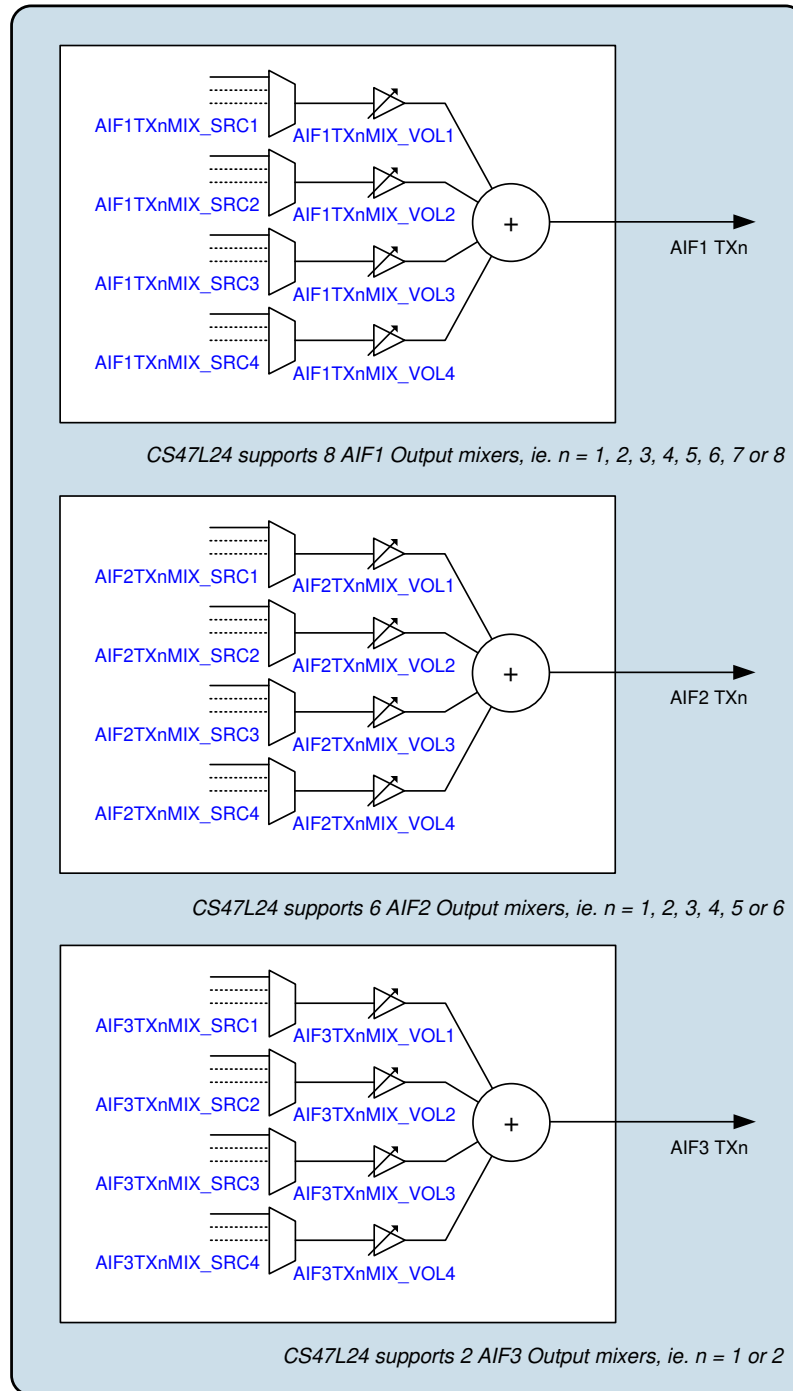 AIF1TXnMIX_SRC1
AIF1TXnMIX_VOL1
AIF1TXnMIX_SRC2
AIF1TXnMIX_VOL2
+
AIF1 TXn
AIF1TXnMIX_SRC3
AIF1TXnMIX_VOL3
AIF1TXnMIX_SRC4
AIF1TXnMIX_VOL4
CS47L24 supports 8 AIF1 Output mixers, ie. n = 1, 2, 3, 4, 5, 6, 7 or 8
AIF2TXnMIX_SRC1
AIF2TXnMIX_VOL1
AIF2TXnMIX_SRC2
AIF2TXnMIX_VOL2
+
AIF2 TXn
AIF2TXnMIX_SRC3
AIF2TXnMIX_VOL3
AIF2TXnMIX_SRC4
AIF2TXnMIX_VOL4
CS47L24 supports 6 AIF2 Output mixers, ie. n = 1, 2, 3, 4, 5 or 6
AIF3TXnMIX_SRC1
AIF3TXnMIX_VOL1
AIF3TXnMIX_SRC2
AIF3TXnMIX_VOL2
+
AIF3 TXn
AIF3TXnMIX_SRC3
AIF3TXnMIX_VOL3
AIF3TXnMIX_SRC4
AIF3TXnMIX_VOL4
CS47L24 supports 2 AIF3 Output mixers, ie. n = 1 or 2